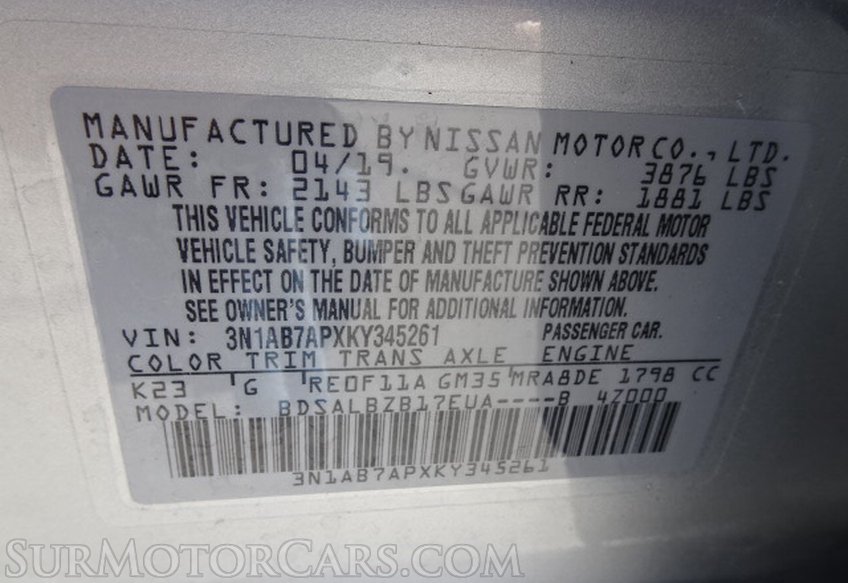 MANUFACTURED BY NISSAN MOTOR CO., LTD.
DATE: 04/19. GVWR: 3876 LBS
GAWR FR: 2143 LBS GAWR RR: 1881 LBS
THIS VEHICLE CONFORMS TO ALL APPLICABLE FEDERAL MOTOR
VEHICLE SAFETY, BUMPER AND THEFT PREVENTION STANDARDS
IN EFFECT ON THE DATE OF MANUFACTURE SHOWN ABOVE.
SEE OWNER'S MANUAL FOR ADDITIONAL INFORMATION.
VIN: 3N1AB7APXKY345261 PASSENGER CAR.
COLOR TRIM TRANS AXLE ENGINE
K23 G RE0F11A GM35 MRA8DE 1798 CC
MODEL: BDSALBZB17EUA----B 4Z000
3N1AB7APXKY345261
SurMotorCars.com
SurMotorCars.com